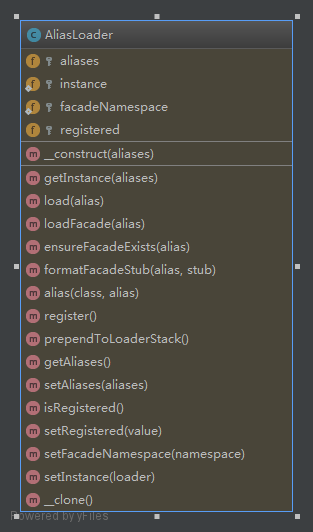 C AliasLoader
f aliases
f instance
f facadeNamespace
f registered
m __construct(aliases)
m getInstance(aliases)
m load(alias)
m loadFacade(alias)
m ensureFacadeExists(alias)
m formatFacadeStub(alias, stub)
m alias(class, alias)
m register()
m prependToLoaderStack()
m getAliases()
m setAliases(aliases)
m isRegistered()
m setRegistered(value)
m setFacadeNamespace(namespace)
m setInstance(loader)
m __clone()
Powered by yFiles